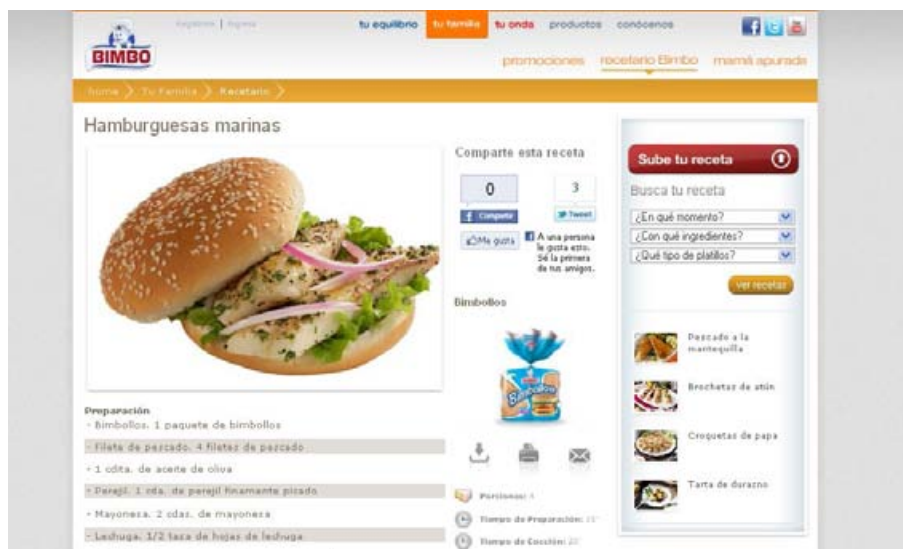 Registrate | Ingresa
tu equilibrio tu familia tu onda productos conócenos
BIMBO
promociones recetario Bimbo mamá apurada
home > Tu Familia > Recetario >
Hamburguesas marinas
Comparte esta receta
0
3
Comparte
Tweet
Me gusta
A una persona
le gusta esto.
Sé la primera
de tus amigos.
Bimbollos
Bimbollos
Preparación
- Bimbollos. 1 paquete de bimbollos
- Filete de pescado. 4 filetes de pescado
- 1 cdita. de aceite de oliva
- Perejil. 1 cda. de perejil finamente picado
- Mayonesa. 2 cdas. de mayonesa
- Lechuga. 1/2 taza de hojas de lechuga
Porciones: 4
Tiempo de Preparación:
Tiempo de Cocción:
Sube tu receta
Busca tu receta
¿En qué momento?
¿Con qué ingredientes?
¿Qué tipo de platillos?
ver recetas
Pescado a la
mantequilla
Brochetas de atún
Croquetas de papa
Tarta de durazno